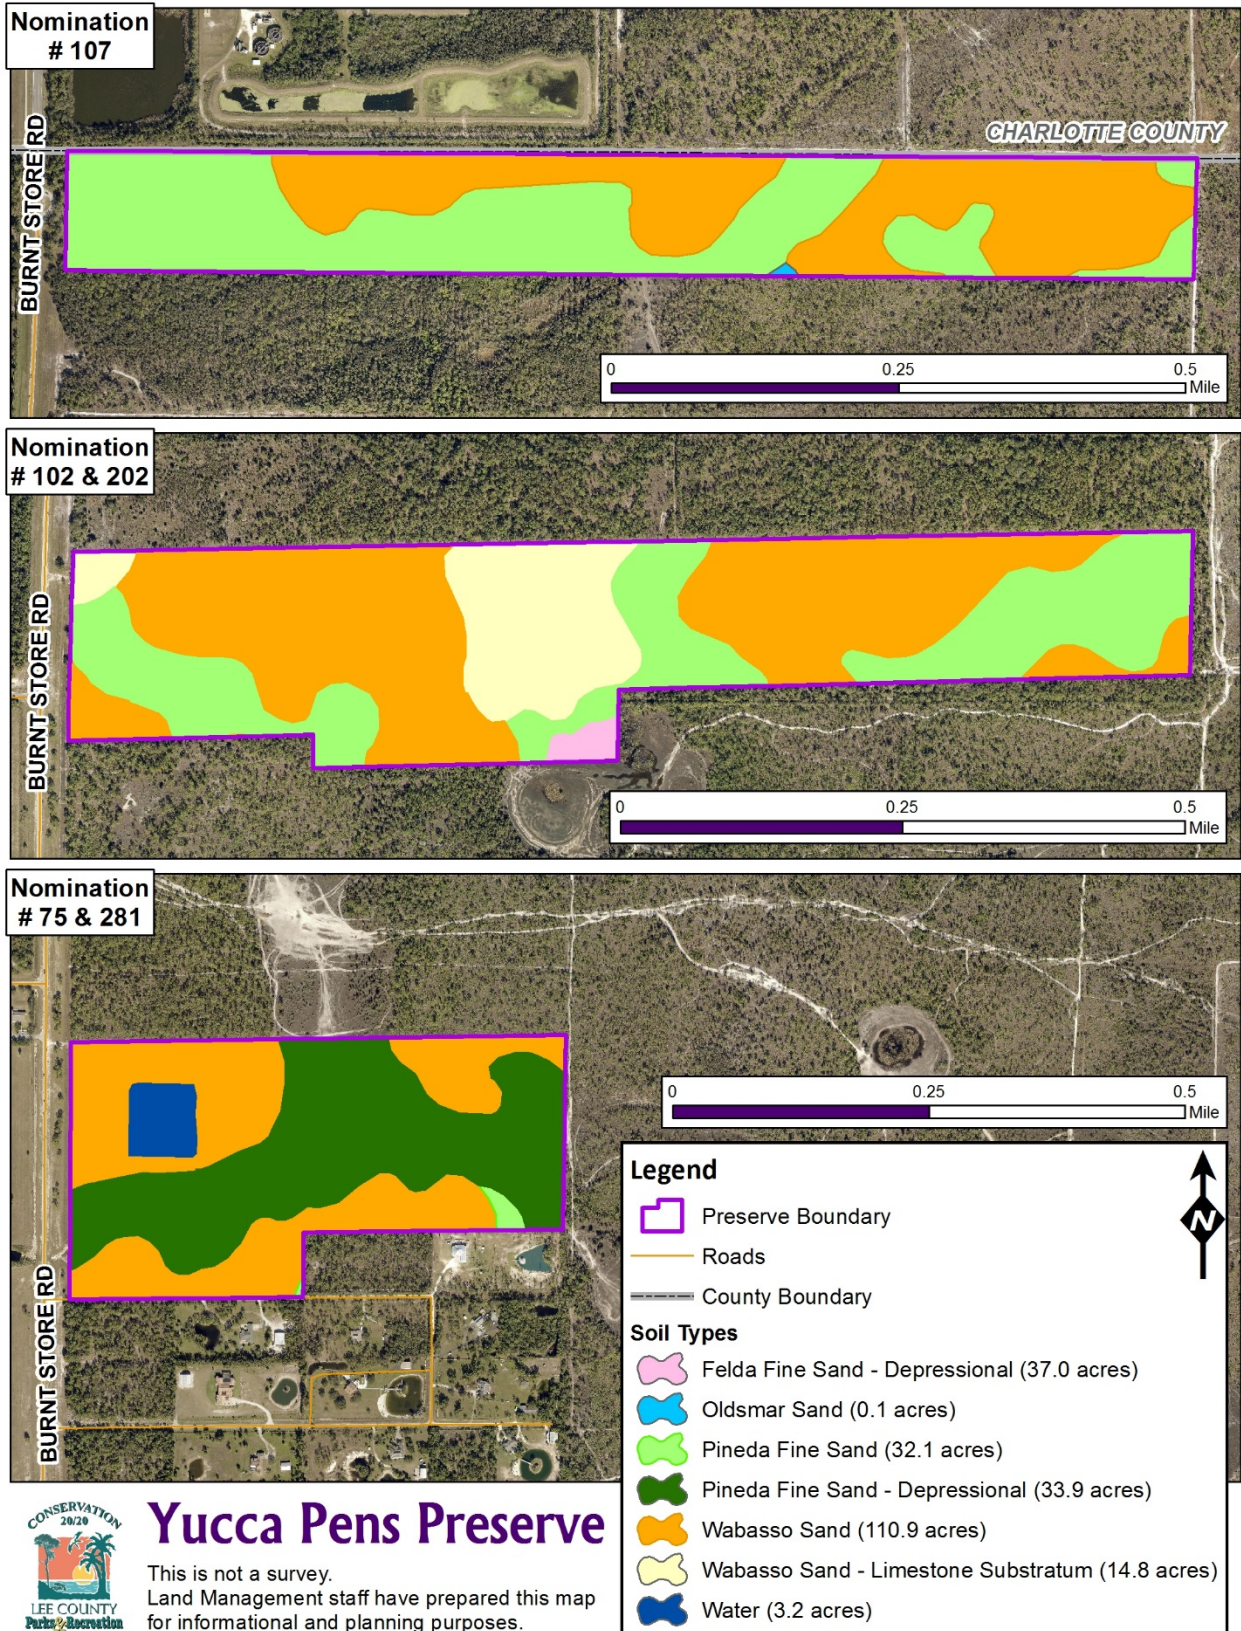 Nomination
# 107
CHARLOTTE COUNTY
BURNT STORE RD
0 0.25 0.5
Mile
Nomination
# 102 & 202
BURNT STORE RD
0 0.25 0.5
Mile
Nomination
# 75 & 281
BURNT STORE RD
0 0.25 0.5
Mile
Legend
Preserve Boundary
Roads
County Boundary
N
Soil Types
Felda Fine Sand - Depressional (37.0 acres)
Oldsmar Sand (0.1 acres)
Pineda Fine Sand (32.1 acres)
Pineda Fine Sand - Depressional (33.9 acres)
Wabasso Sand (110.9 acres)
Wabasso Sand - Limestone Substratum (14.8 acres)
Water (3.2 acres)
CONSERVATION
20/20
LEE COUNTY
Parks & Recreation
Yucca Pens Preserve
This is not a survey.
Land Management staff have prepared this map
for informational and planning purposes.